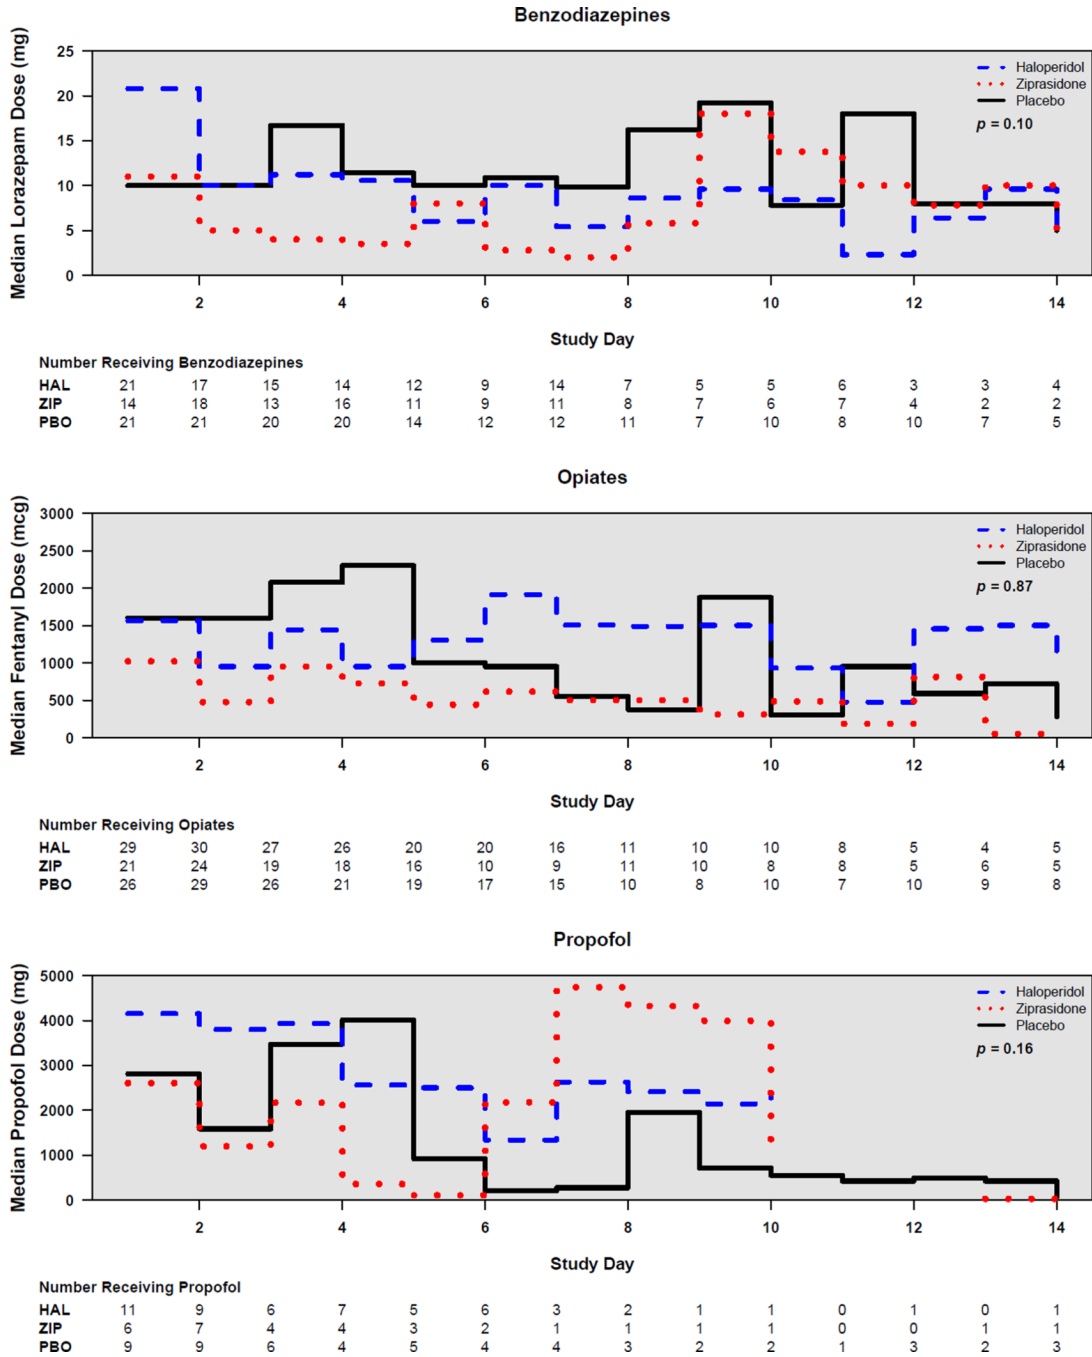 Benzodiazepines
Median Lorazepam Dose (mg)
25
20
15
10
5
0
Haloperidol
Ziprasidone
Placebo
p = 0.10
2 4 6 8 10 12 14
Study Day
Number Receiving Benzodiazepines
HAL 21 17 15 14 12 9 14 7 5 5 6 3 3 4
ZIP 14 18 13 16 11 9 11 8 7 6 7 4 2 2
PBO 21 21 20 20 14 12 12 11 7 10 8 10 7 5
Opiates
Median Fentanyl Dose (mcg)
3000
2500
2000
1500
1000
500
0
Haloperidol
Ziprasidone
Placebo
p = 0.87
2 4 6 8 10 12 14
Study Day
Number Receiving Opiates
HAL 29 30 27 26 20 20 16 11 10 10 8 5 4 5
ZIP 21 24 19 18 16 10 9 11 10 8 8 5 6 5
PBO 26 29 26 21 19 17 15 10 8 10 7 10 9 8
Propofol
Median Propofol Dose (mg)
5000
4000
3000
2000
1000
0
Haloperidol
Ziprasidone
Placebo
p = 0.16
2 4 6 8 10 12 14
Study Day
Number Receiving Propofol
HAL 11 9 6 7 5 6 3 2 1 1 0 1 0 1
ZIP 6 7 4 4 3 2 1 1 1 1 0 0 1 1
PBO 9 9 6 4 5 4 4 3 2 2 1 3 2 3